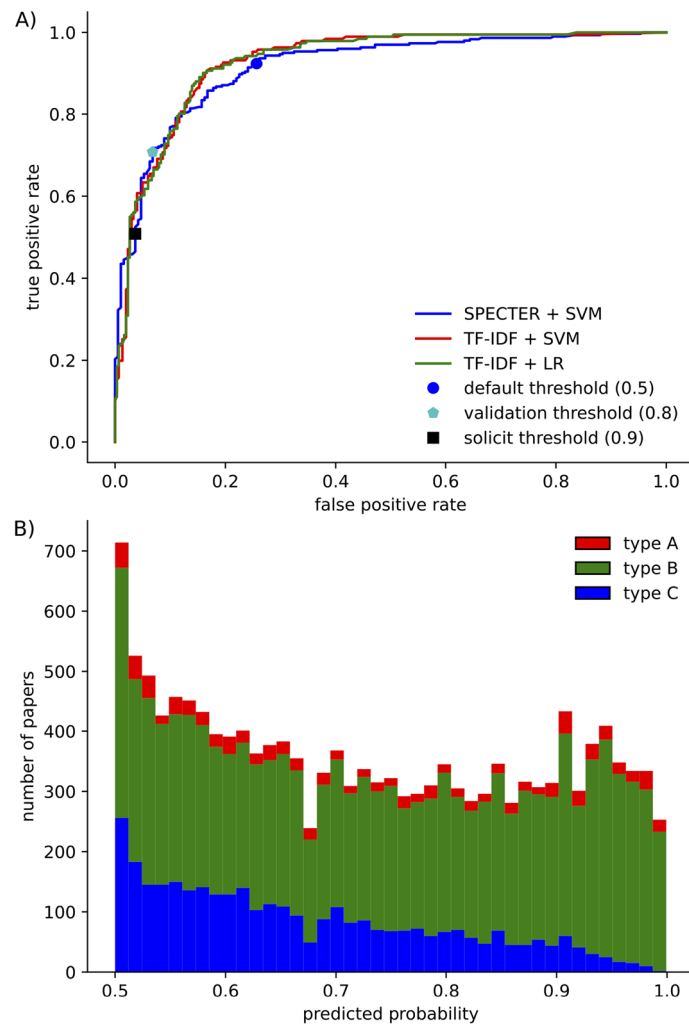 A)
1.0
0.8
0.6
0.4
0.2
0.0
true positive rate
SPECTER + SVM
TF-IDF + SVM
TF-IDF + LR
default threshold (0.5)
validation threshold (0.8)
solicit threshold (0.9)
0.0 0.2 0.4 0.6 0.8 1.0
false positive rate
B)
700
600
500
400
300
200
100
0
number of papers
type A
type B
type C
0.5 0.6 0.7 0.8 0.9 1.0
predicted probability